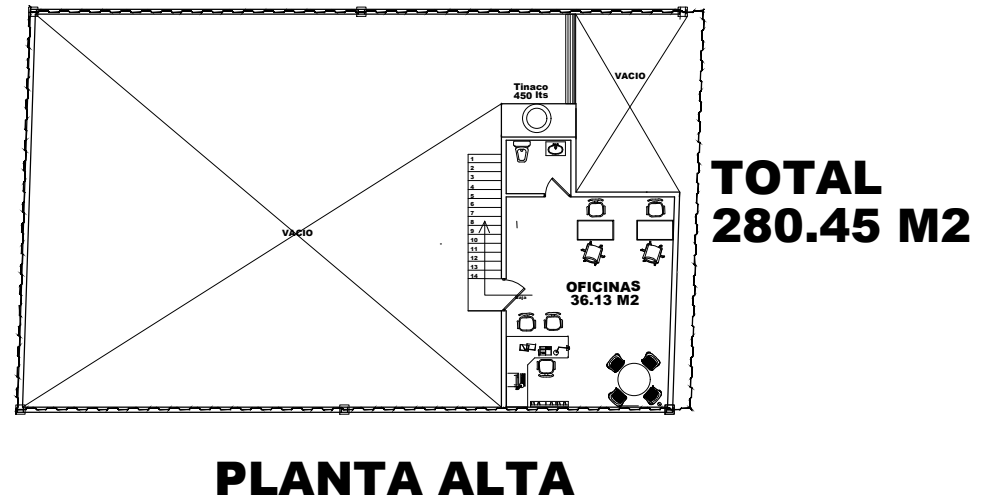 VACIO
Tinaco
450 lts
TOTAL
280.45 M2
1
2
3
4
5
6
7
8
9
10
11
12
13
14
VACIO
OFICINAS
36.13 M2
BAJA
PLANTA ALTA